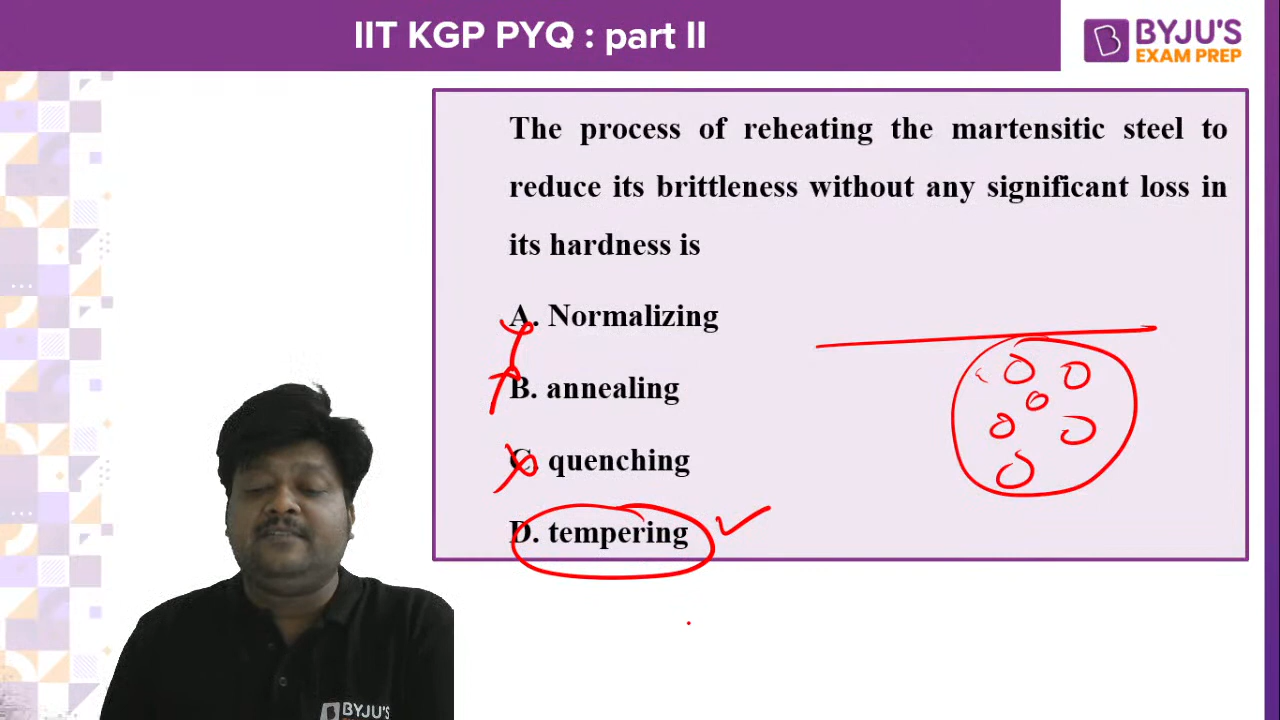 IIT KGP PYQ : part II
BYJU'S
EXAM PREP
The process of reheating the martensitic steel to
reduce its brittleness without any significant loss in
its hardness is
A. Normalizing
B. annealing
C. quenching
D. tempering
BYJU'S